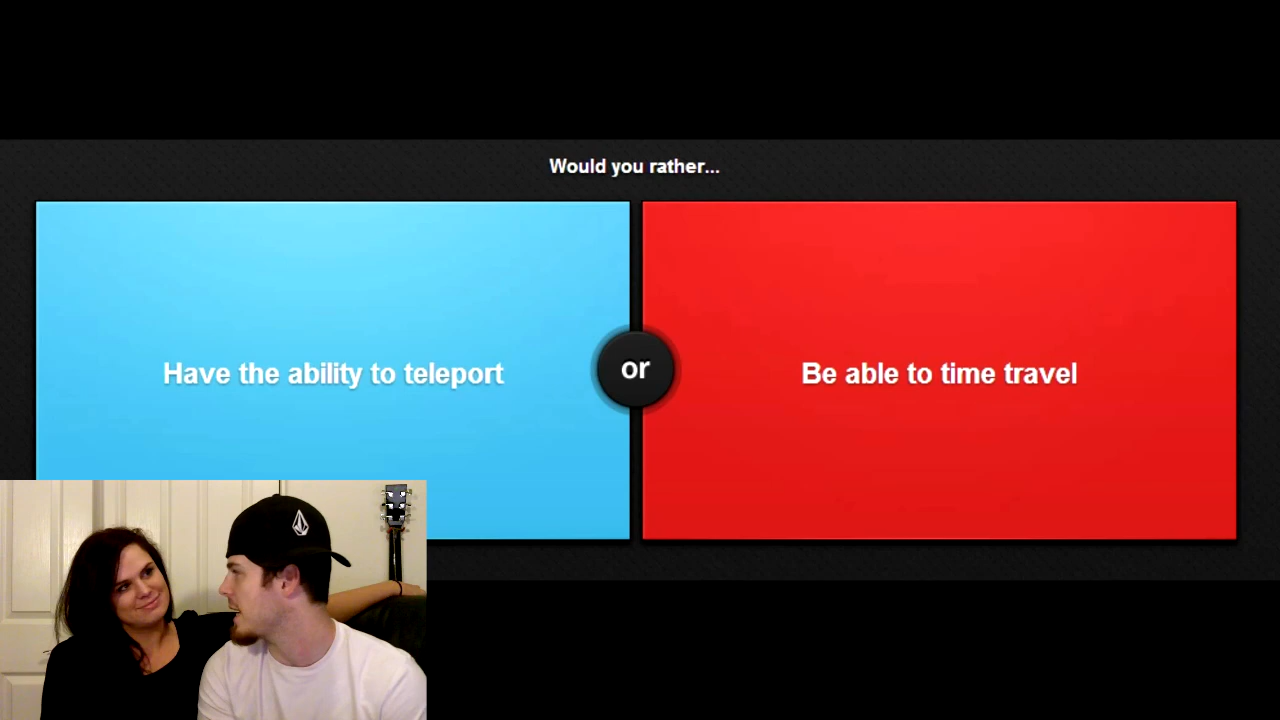 Would you rather...
Have the ability to teleport
or
Be able to time travel